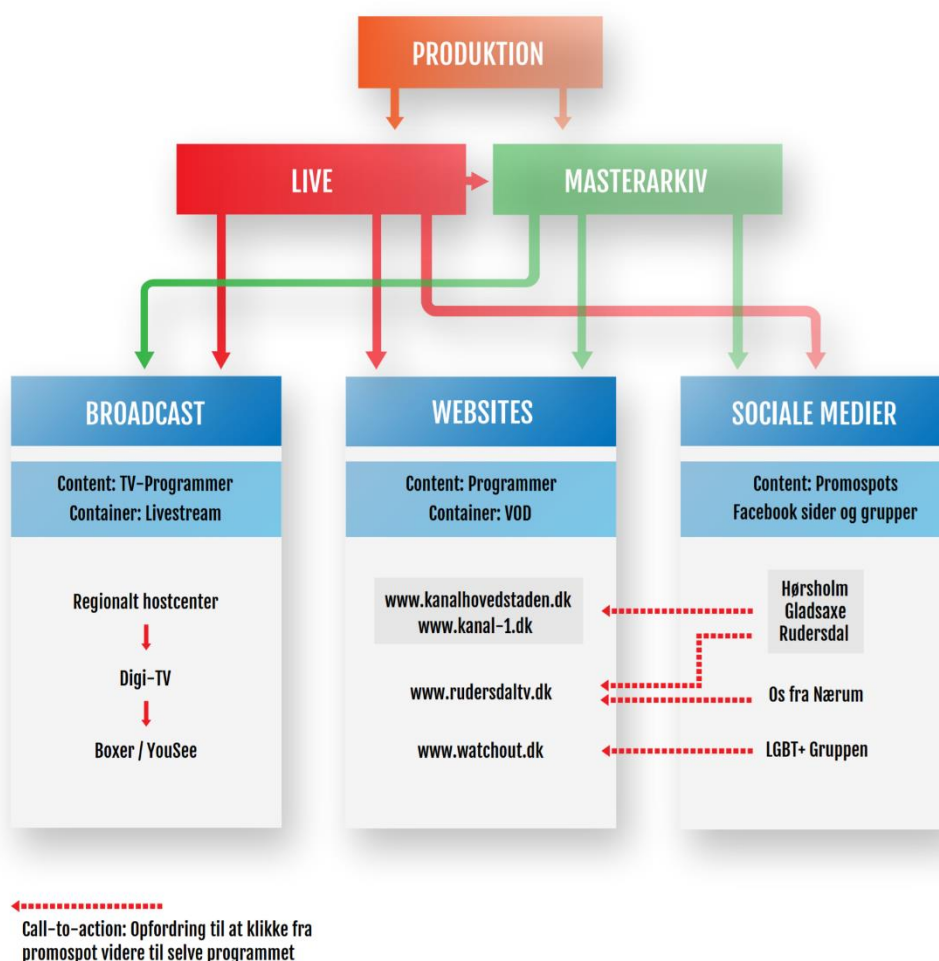 PRODUKTION
LIVE
MASTERARKIV
BROADCAST
Content: TV-Programmer
Container: Livestream
Regionalt hostcenter
Digi-TV
Boxer / YouSee
WEBSITES
Content: Programmer
Container: VOD
www.kanalhovedstaden.dk
www.kanal-1.dk
www.rudersdaltv.dk
www.watchout.dk
SOCIALE MEDIER
Content: Promospots
Facebook sider og grupper
Hørsholm
Gladsaxe
Rudersdal
Os fra Nærum
LGBT+ Gruppen
Call-to-action: Opfordring til at klikke fra
promospot videre til selve programmet